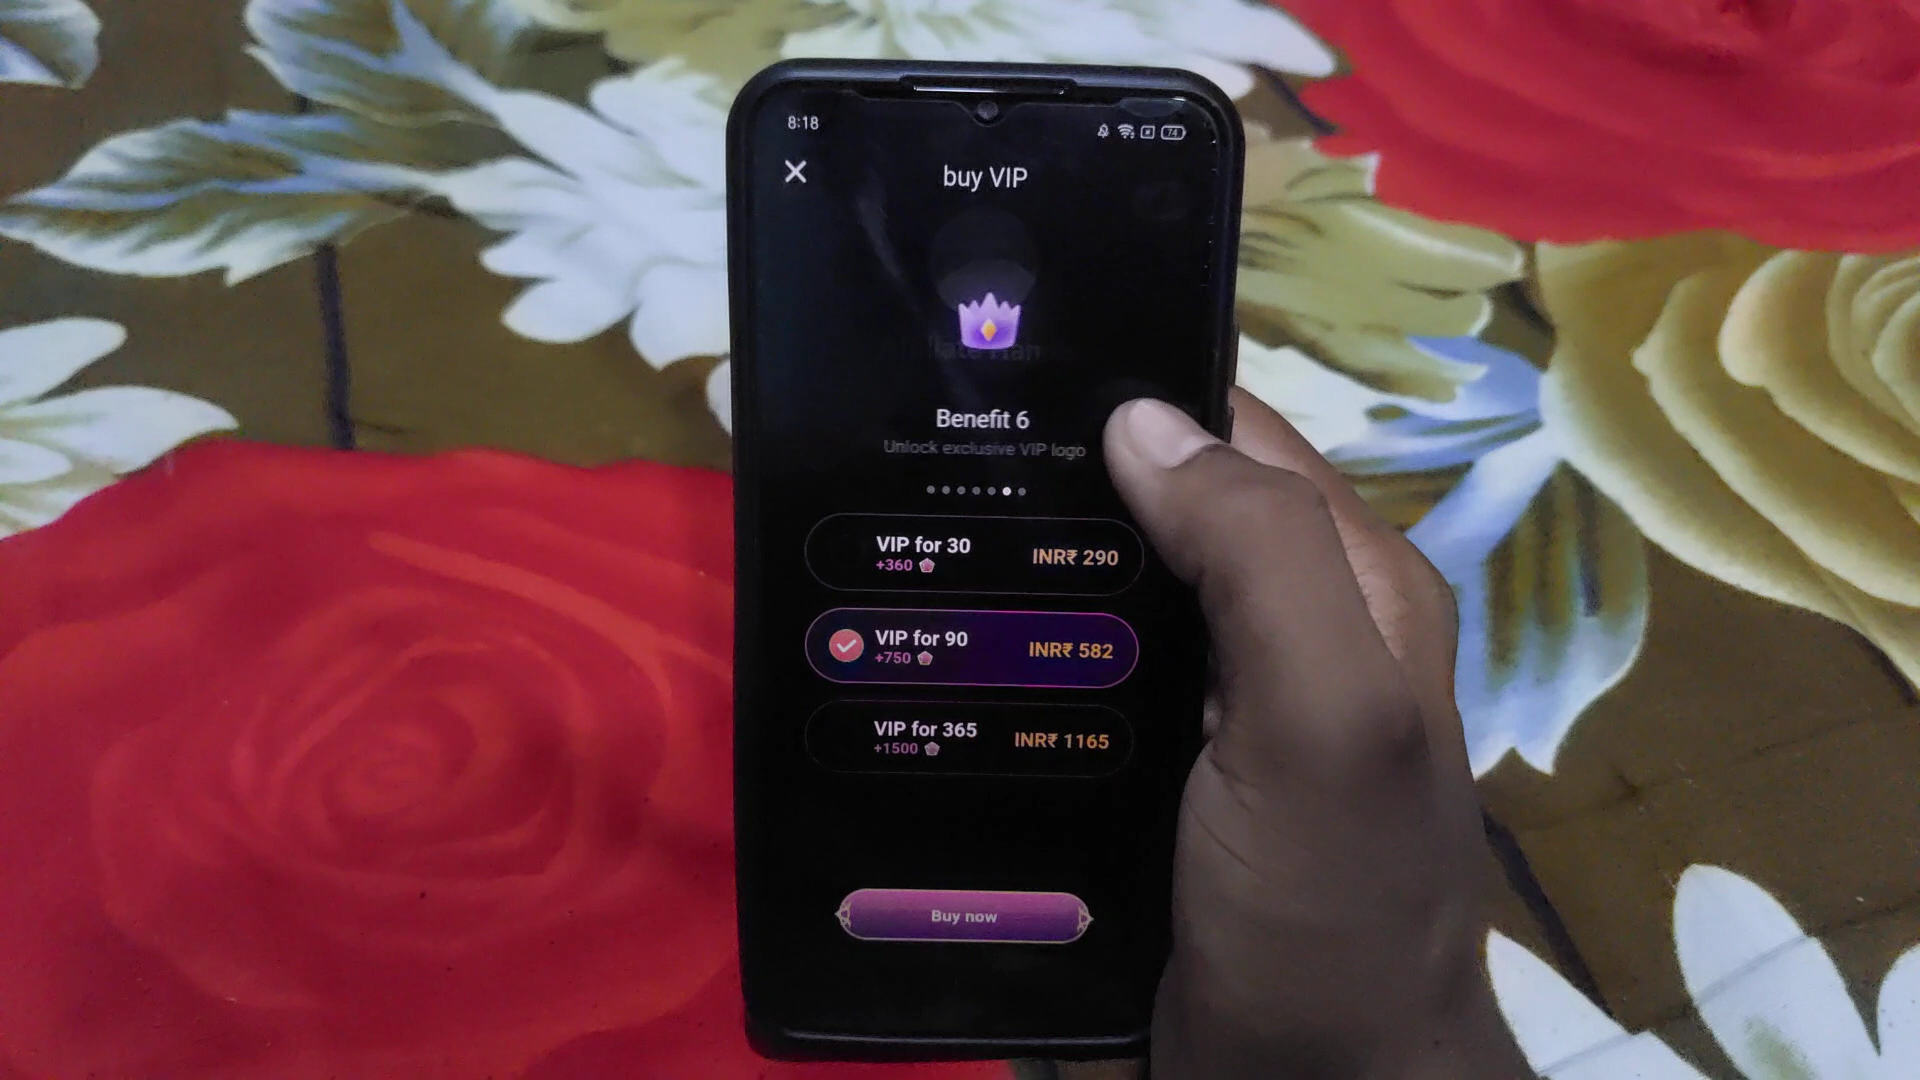 8:18
74
buy VIP
Benefit 6
Unlock exclusive VIP logo
VIP for 30
+360
INR₹ 290
VIP for 90
+750
INR₹ 582
VIP for 365
+1500
INR₹ 1165
Buy now